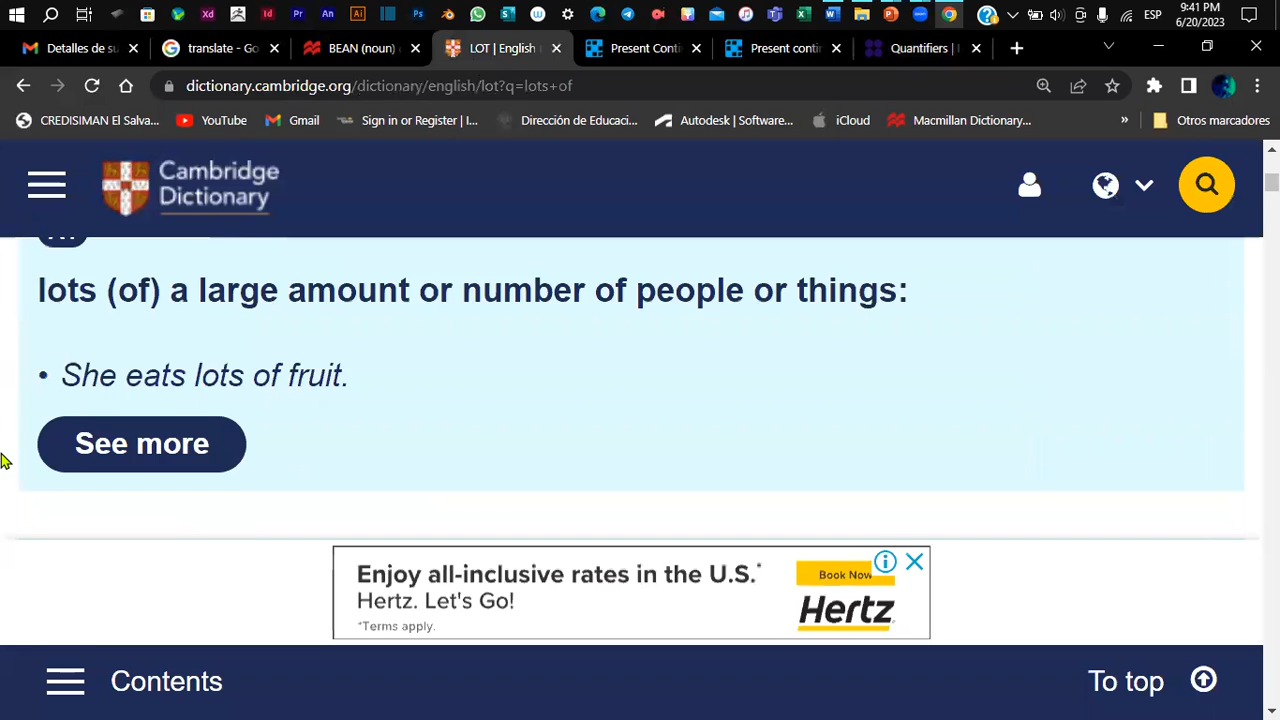 9:41 PM
ESP
6/20/2023
Detalles de su
translate - Go
BEAN (noun)
LOT | English
Present Conti
Present contin
Quantifiers |
dictionary.cambridge.org/dictionary/english/lot?q=lots+of
CREDISIMAN El Salva...
YouTube
Gmail
Sign in or Register | I...
Dirección de Educaci...
Autodesk | Software...
iCloud
Macmillan Dictionary...
»
Otros marcadores
Cambridge
Dictionary
lots (of) a large amount or number of people or things:
• She eats lots of fruit.
See more
Enjoy all-inclusive rates in the U.S.*
Book Now
Hertz. Let's Go!
Hertz
*Terms apply.
Contents
To top